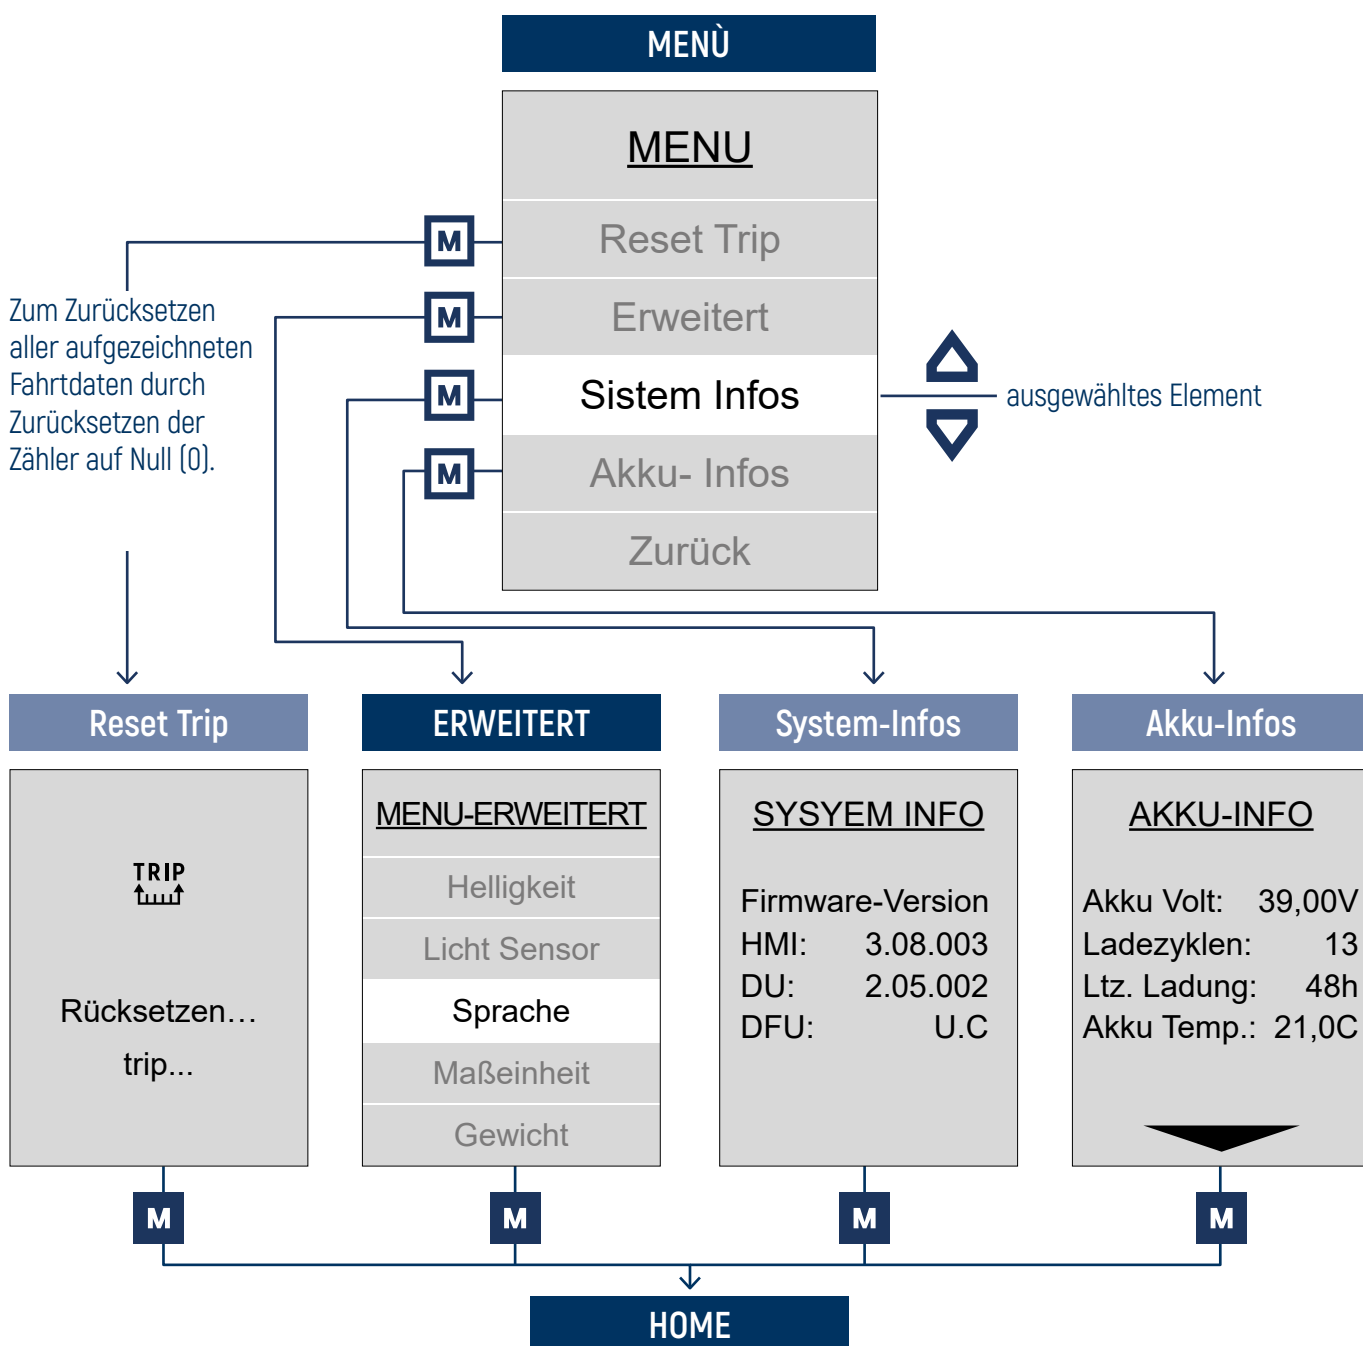 MENÙ
MENU
Reset Trip
Erweitert
Sistem Infos
Akku- Infos
Zurück
M
M
M
M
Zum Zurücksetzen
aller aufgezeichneten
Fahrtdaten durch
Zurücksetzen der
Zähler auf Null (0).
ausgewähltes Element
Reset Trip
TRIP
Rücksetzen...
trip...
ERWEITERT
MENU-ERWEITERT
Helligkeit
Licht Sensor
Sprache
Maßeinheit
Gewicht
System-Infos
SYSYEM INFO
Firmware-Version
HMI: 3.08.003
DU: 2.05.002
DFU: U.C
Akku-Infos
AKKU-INFO
Akku Volt: 39,00V
Ladezyklen: 13
Ltz. Ladung: 48h
Akku Temp.: 21,0C
M
M
M
M
HOME